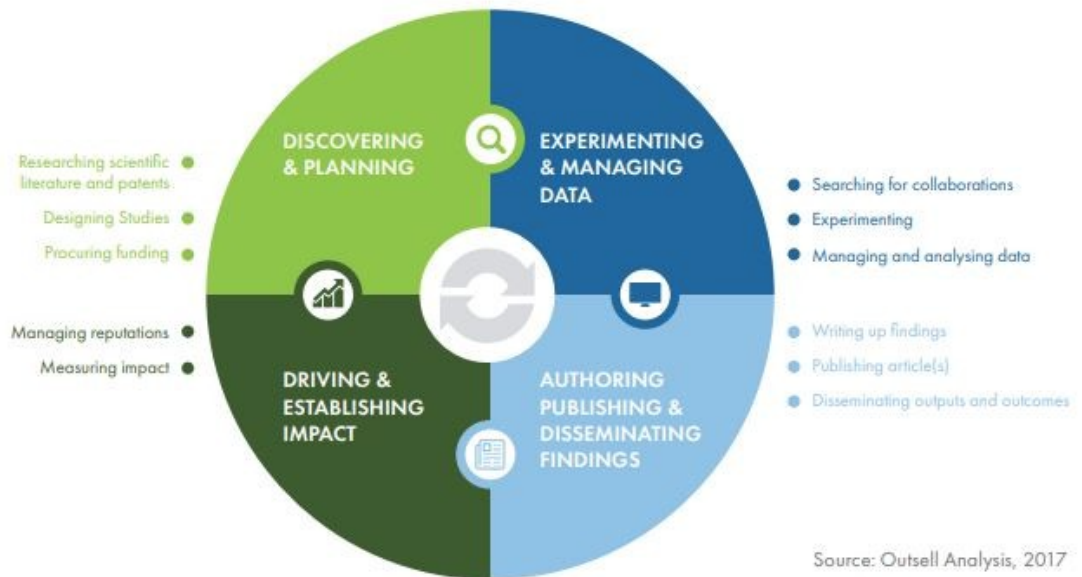 DISCOVERING
& PLANNING
Researching scientific
literature and patents
Designing Studies
Procuring funding
EXPERIMENTING
& MANAGING
DATA
Searching for collaborations
Experimenting
Managing and analysing data
Managing reputations
Measuring impact
DRIVING &
ESTABLISHING
IMPACT
AUTHORING
PUBLISHING &
DISSEMINATING
FINDINGS
Writing up findings
Publishing article(s)
Disseminating outputs and outcomes
Source: Outsell Analysis, 2017